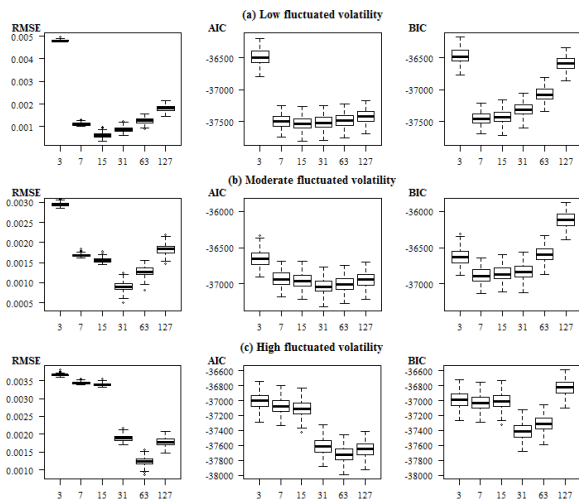 (a) Low fluctuated volatility
RMSE
AIC
BIC
0.005
0.004
0.002
0.001
-36500
-37000
-37500
-36500
-37000
-37500
3 7 15 31 63 127
3 7 15 31 63 127
3 7 15 31 63 127
(b) Moderate fluctuated volatility
RMSE
AIC
BIC
0.0030
0.0025
0.0020
0.0015
0.0010
0.0005
-36000
-36500
-37000
-36000
-36500
-37000
3 7 15 31 63 127
3 7 15 31 63 127
3 7 15 31 63 127
(c) High fluctuated volatility
RMSE
AIC
BIC
0.0035
0.0030
0.0025
0.0020
0.0015
0.0010
-36600
-36800
-37000
-37200
-37400
-37600
-37800
-38000
-36600
-36800
-37000
-37200
-37400
-37600
-37800
-38000
3 7 15 31 63 127
3 7 15 31 63 127
3 7 15 31 63 127